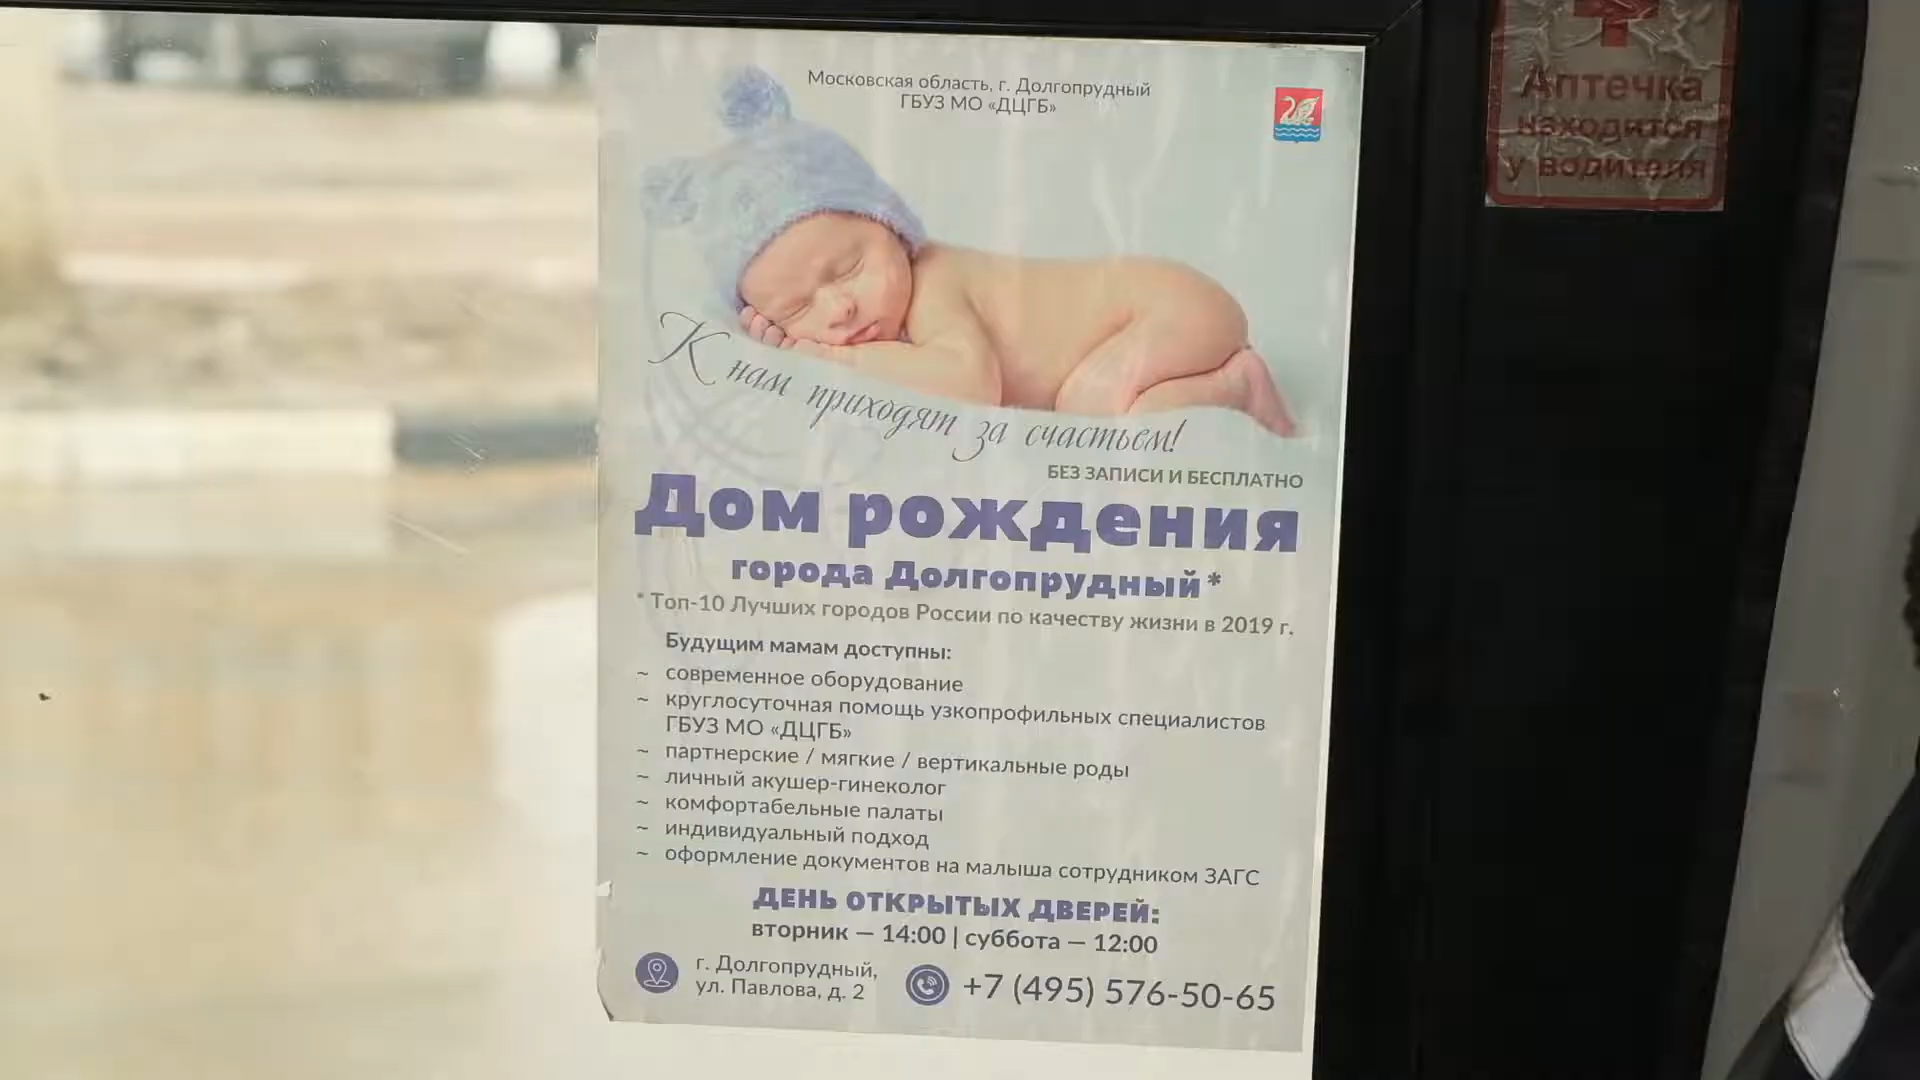 Московская область, г. Долгопрудный
ГБУЗ МО «ДЦГБ»
К нам приходят за счастьем!
БЕЗ ЗАПИСИ И БЕСПЛАТНО
Дом рождения
города Долгопрудный*
* Топ-10 Лучших городов России по качеству жизни в 2019 г.
Будущим мамам доступны:
~ современное оборудование
~ круглосуточная помощь узкопрофильных специалистов
ГБУЗ МО «ДЦГБ»
~ партнерские / мягкие / вертикальные роды
~ личный акушер-гинеколог
~ комфортабельные палаты
~ индивидуальный подход
~ оформление документов на малыша сотрудником ЗАГС
ДЕНЬ ОТКРЫТЫХ ДВЕРЕЙ:
вторник — 14:00 | суббота — 12:00
г. Долгопрудный,
ул. Павлова, д. 2
+7 (495) 576-50-65
Аптечка
находится
у водителя